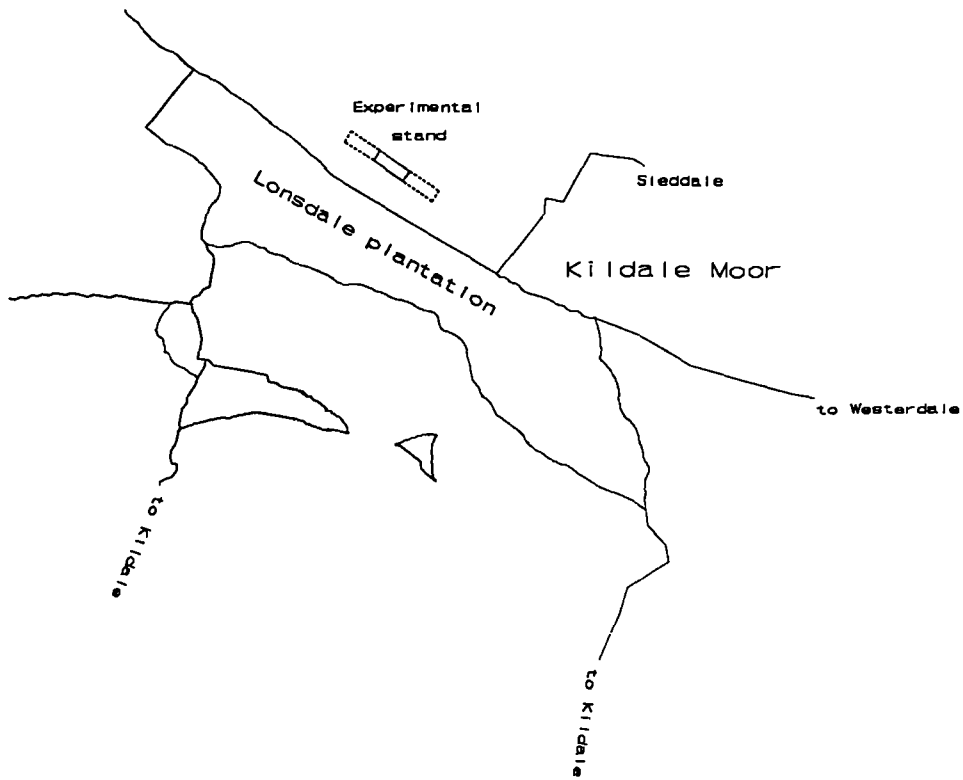 Experimental
stand
Sleddale
Lonsdale plantation
Kildale Moor
to Westerdale
to Kildale
to Kildale